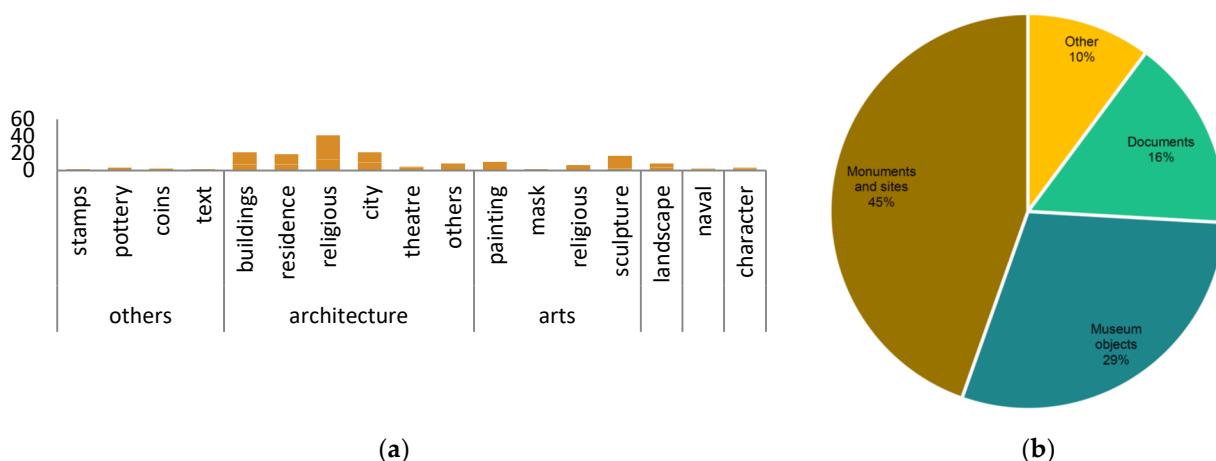 60
40
20
0
stamps
pottery
coins
text
buildings
residence
religious
city
theatre
others
painting
mask
religious
sculpture
landscape
naval
character
others
architecture
arts
(a)
Other
10%
Documents
16%
Monuments
and sites
45%
Museum
objects
29%
(b)